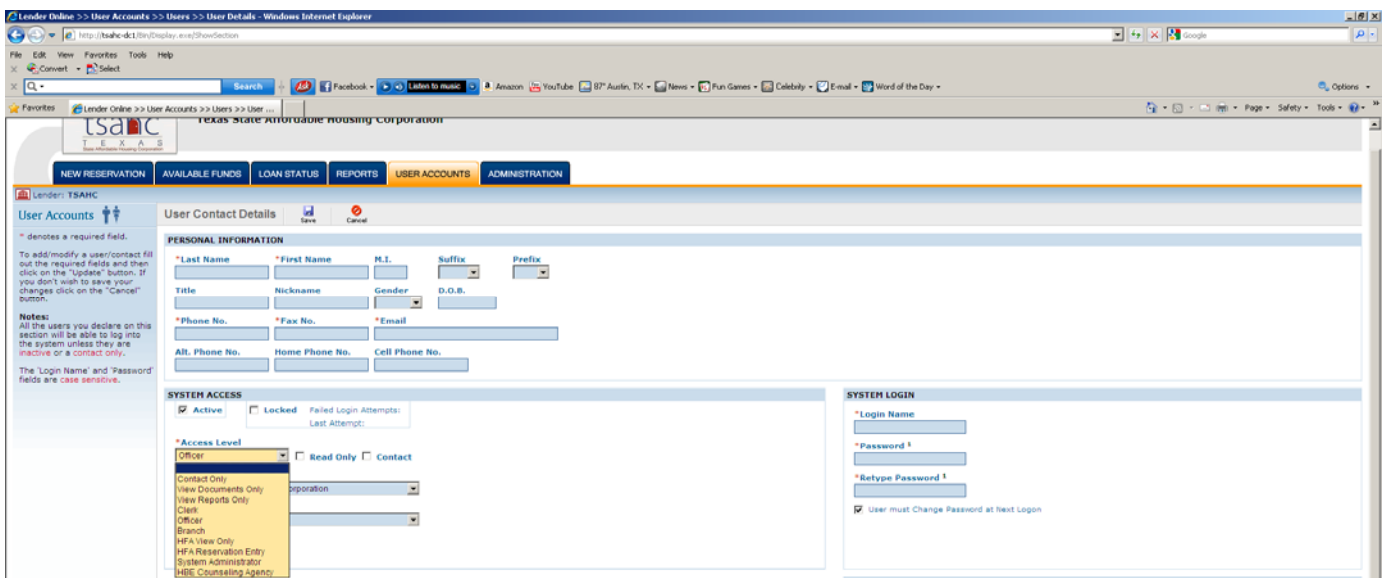 Lender Online >> User Accounts >> Users >> User Details - Windows Internet Explorer
http://tsahc-dc1/Bin/Display.exe/ShowSection
Google
File Edit View Favorites Tools Help
Convert Select
Search Facebook Listen to music Amazon YouTube 87° Austin, TX News Fun Games Celebrity E-mail Word of the Day Options
Favorites Lender Online >> User Accounts >> Users >> User ... Page Safety Tools
tsahc Texas State Affordable Housing Corporation
TEXAS
State Affordable Housing Corporation
NEW RESERVATION AVAILABLE FUNDS LOAN STATUS REPORTS USER ACCOUNTS ADMINISTRATION
Lender: TSAHC
User Accounts User Contact Details Save Cancel
* denotes a required field.
To add/modify a user/contact fill
out the required fields and then
click on the "Update" button. If
you don't wish to save your
changes click on the "Cancel"
button.
Notes:
All the users you declare on this
section will be able to log into
the system unless they are
inactive or a contact only.
The 'Login Name' and 'Password'
fields are case sensitive.
PERSONAL INFORMATION
*Last Name *First Name M.I. Suffix Prefix
Title Nickname Gender D.O.B.
*Phone No. *Fax No. *Email
Alt. Phone No. Home Phone No. Cell Phone No.
SYSTEM ACCESS
Active Locked Failed Login Attempts:
Last Attempt:
*Access Level
Officer Read Only Contact
Contact Only
View Documents Only
View Reports Only
Clerk
Officer
Branch
HFA View Only
HFA Reservation Entry
System Administrator
HBE Counseling Agency
orporation
SYSTEM LOGIN
*Login Name
*Password 1
*Retype Password 1
User must Change Password at Next Logon